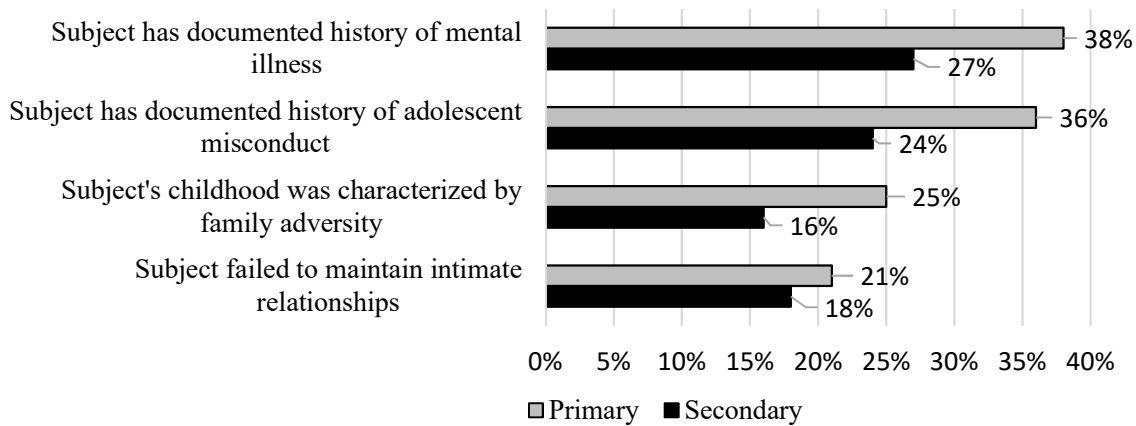 Subject has documented history of mental
illness
38%
27%
Subject has documented history of adolescent
misconduct
36%
24%
Subject's childhood was characterized by
family adversity
25%
16%
Subject failed to maintain intimate
relationships
21%
18%
0% 5% 10% 15% 20% 25% 30% 35% 40%
Primary Secondary